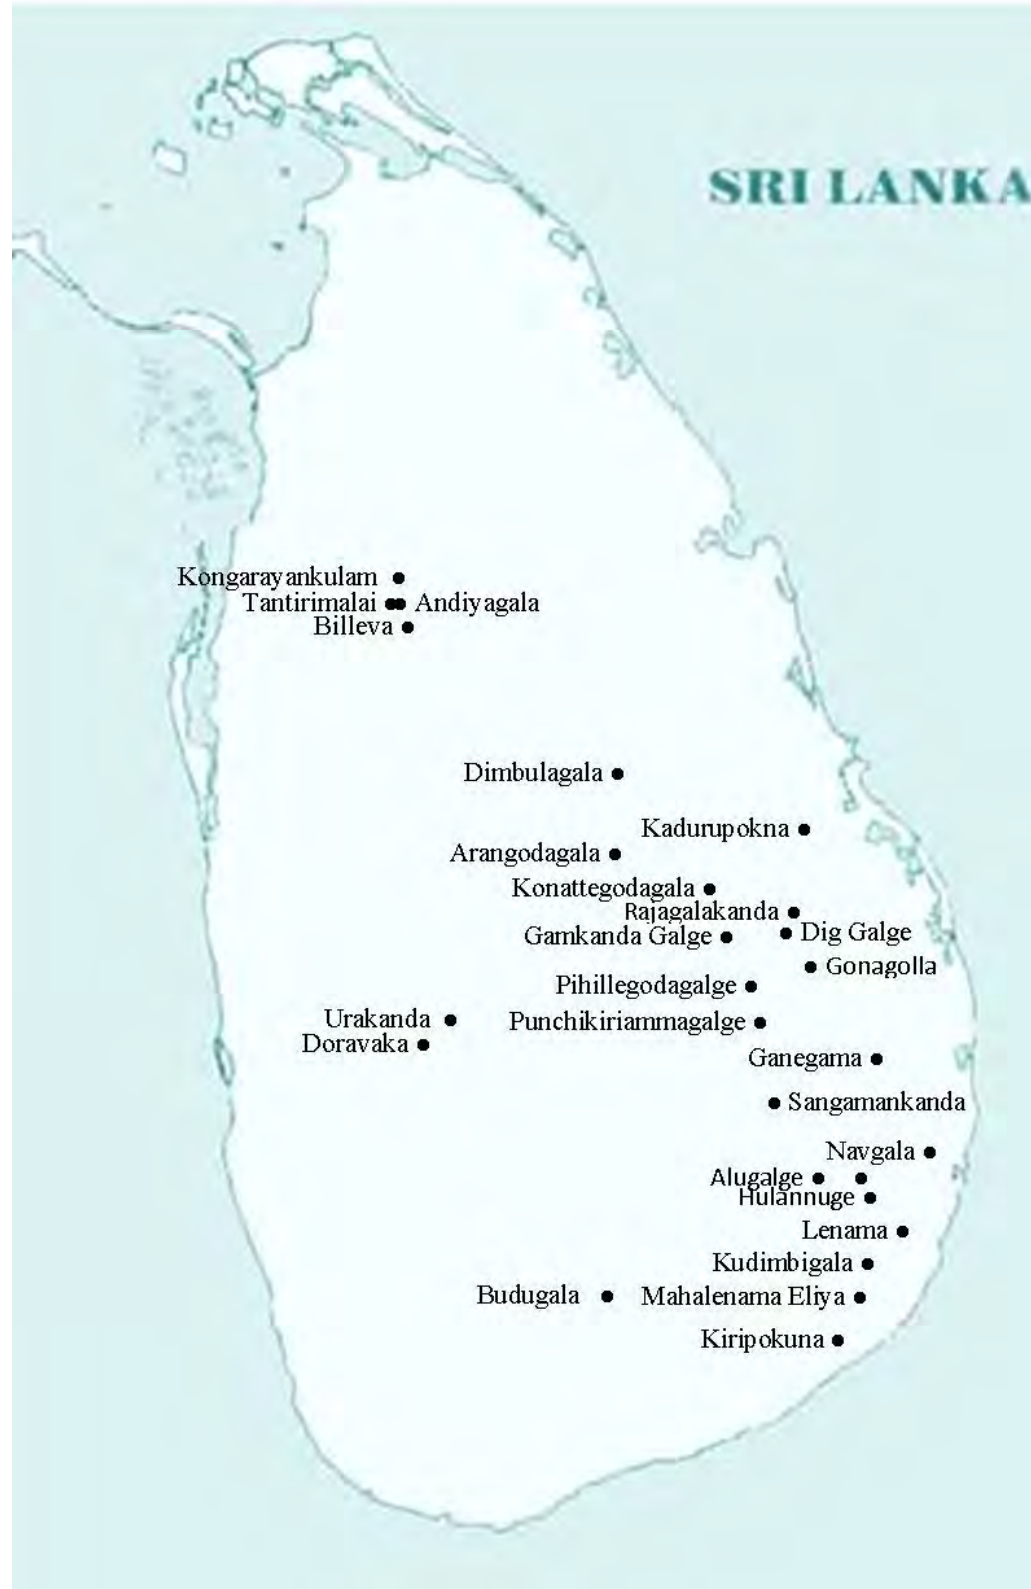 SRI LANKA
Kongarayankulam
Tantirimalai
Andiyagala
Billeva
Dimbulagala
Kadurupokna
Arangodagala
Konattegodagala
Rajagalakanda
Gamkanda Galge
Dig Galge
Gonagolla
Pihillegodagalge
Urakanda
Punchikiriammagalge
Doravaka
Ganegama
Sangamankanda
Navgala
Alugalge
Hulannuge
Lenama
Kudimbigala
Budugala
Mahalenama Eliya
Kiripokuna